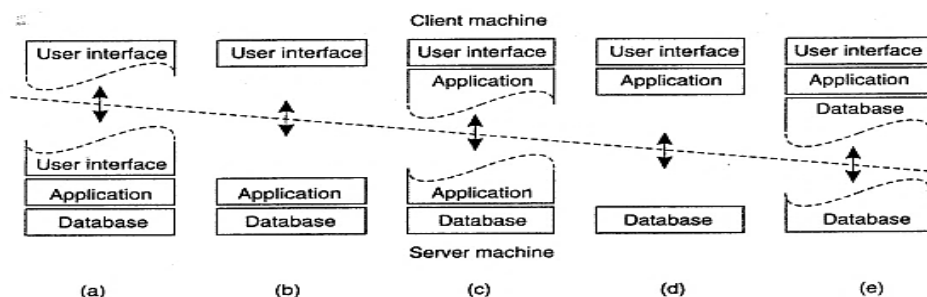 Client machine
User interface User interface User interface User interface User interface
Application Application Application
Database
User interface
Application Application Application
Database Database Database Database Database
Server machine
(a) (b) (c) (d) (e)